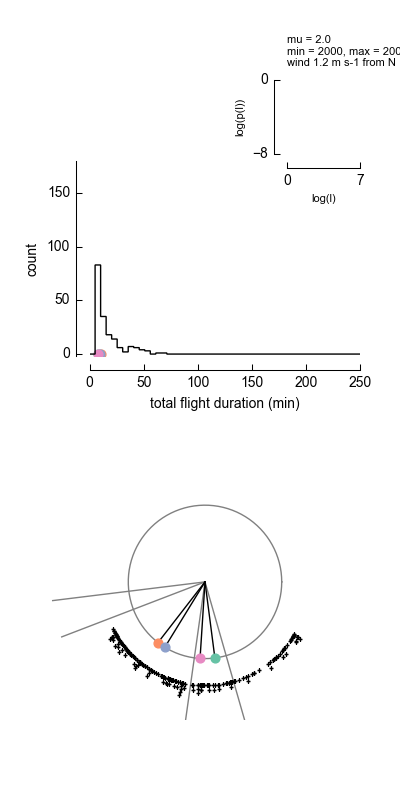 mu = 2.0
min = 2000, max = 200
wind 1.2 m s-1 from N
0
log(p(l))
−8
0 7
log(l)
150
100
count
50
0
0 50 100 150 200 250
total flight duration (min)